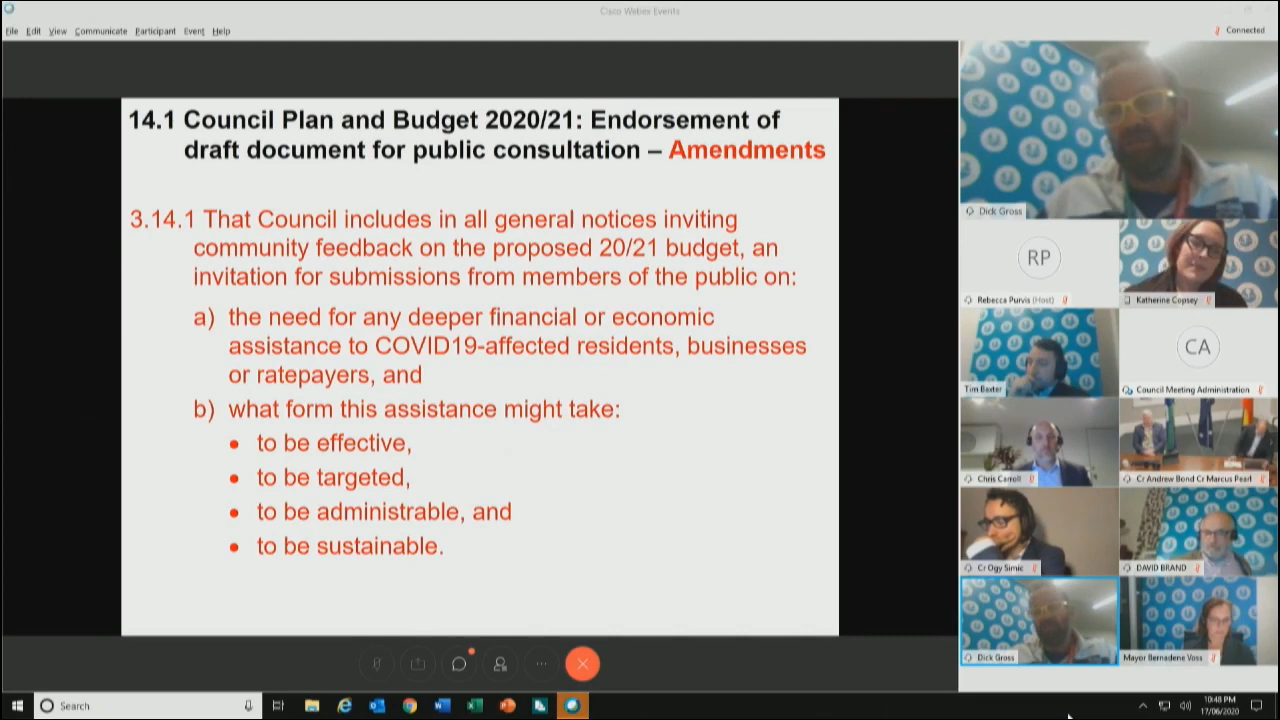 Cisco Webex Events
File Edit View Communicate Participant Event Help
Connected
14.1 Council Plan and Budget 2020/21: Endorsement of
draft document for public consultation – Amendments
3.14.1 That Council includes in all general notices inviting
community feedback on the proposed 20/21 budget, an
invitation for submissions from members of the public on:
a) the need for any deeper financial or economic
assistance to COVID19-affected residents, businesses
or ratepayers, and
b) what form this assistance might take:
• to be effective,
• to be targeted,
• to be administrable, and
• to be sustainable.
Dick Gross
RP
Rebecca Purvis (Host)
Katherine Copsey
Tim Baxter
CA
Council Meeting Administration
Chris Carroll
Cr Andrew Bond Cr Marcus Pearl
Cr Ogy Simic
DAVID BRAND
Dick Gross
Mayor Bernadene Voss
Search
10:48 PM
17/06/2020